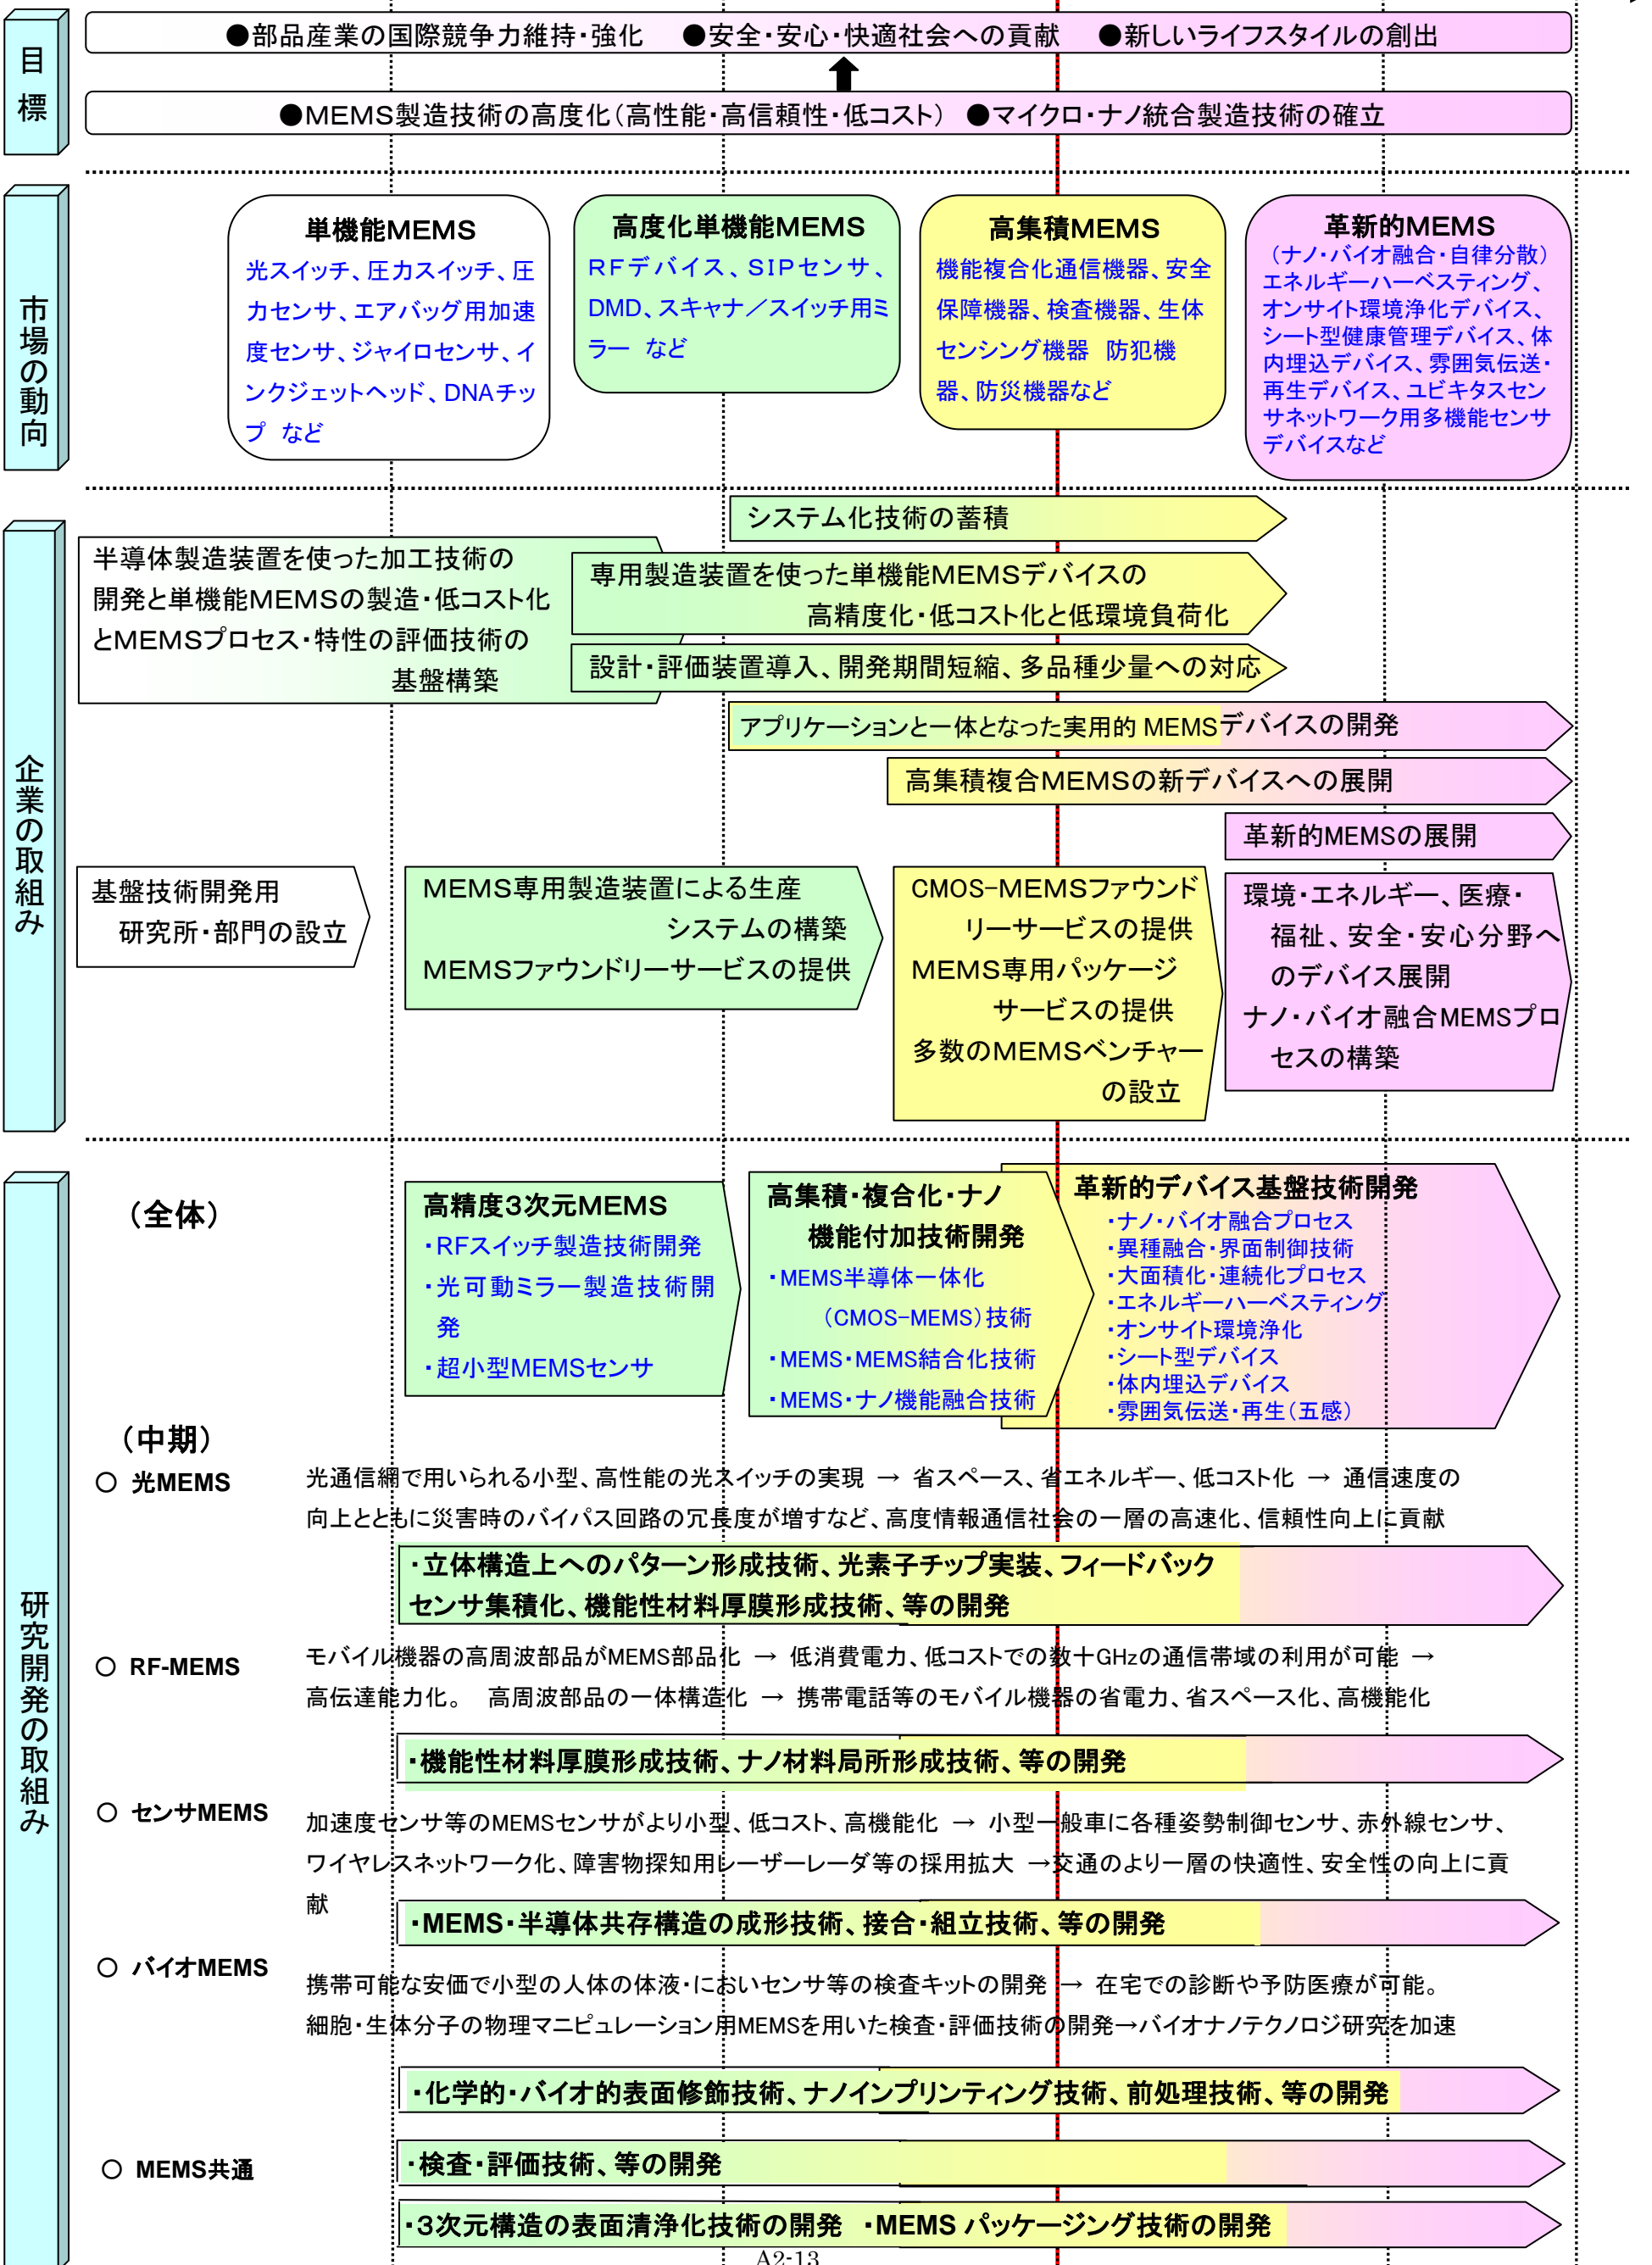 目標
●部品産業の国際競争力維持・強化　●安全・安心・快適社会への貢献　●新しいライフスタイルの創出
●MEMS製造技術の高度化(高性能・高信頼性・低コスト)　●マイクロ・ナノ統合製造技術の確立
市場の動向
単機能MEMS
光スイッチ、圧力スイッチ、圧
力センサ、エアバッグ用加速
度センサ、ジャイロセンサ、イ
ンクジェットヘッド、DNAチッ
プ　など
高度化単機能MEMS
RFデバイス、SIPセンサ、
DMD、スキャナ／スイッチ用ミ
ラー　など
高集積MEMS
機能複合化通信機器、安全
保障機器、検査機器、生体
センシング機器　防犯機
器、防災機器など
革新的MEMS
(ナノ・バイオ融合・自律分散)
エネルギーハーベスティング、
オンサイト環境浄化デバイス、
シート型健康管理デバイス、体
内埋込デバイス、雰囲気伝送・
再生デバイス、ユビキタスセン
サネットワーク用多機能センサ
デバイスなど
企業の取組み
システム化技術の蓄積
半導体製造装置を使った加工技術の
開発と単機能MEMSの製造・低コスト化
とMEMSプロセス・特性の評価技術の
基盤構築
専用製造装置を使った単機能MEMSデバイスの
高精度化・低コスト化と低環境負荷化
設計・評価装置導入、開発期間短縮、多品種少量への対応
アプリケーションと一体となった実用的 MEMSデバイスの開発
高集積複合MEMSの新デバイスへの展開
革新的MEMSの展開
基盤技術開発用
研究所・部門の設立
MEMS専用製造装置による生産
システムの構築
MEMSファウンドリーサービスの提供
CMOS-MEMSファウンド
リーサービスの提供
MEMS専用パッケージ
サービスの提供
多数のMEMSベンチャー
の設立
環境・エネルギー、医療・
福祉、安全・安心分野へ
のデバイス展開
ナノ・バイオ融合MEMSプロ
セスの構築
研究開発の取組み
(全体)
高精度3次元MEMS
・RFスイッチ製造技術開発
・光可動ミラー製造技術開
発
・超小型MEMSセンサ
高集積・複合化・ナノ
機能付加技術開発
・MEMS半導体一体化
(CMOS-MEMS)技術
・MEMS・MEMS結合化技術
・MEMS・ナノ機能融合技術
革新的デバイス基盤技術開発
・ナノ・バイオ融合プロセス
・異種融合・界面制御技術
・大面積化・連続化プロセス
・エネルギーハーベスティング
・オンサイト環境浄化
・シート型デバイス
・体内埋込デバイス
・雰囲気伝送・再生(五感)
(中期)
○ 光MEMS
光通信網で用いられる小型、高性能の光スイッチの実現 → 省スペース、省エネルギー、低コスト化 → 通信速度の
向上とともに災害時のバイパス回路の冗長度が増すなど、高度情報通信社会の一層の高速化、信頼性向上に貢献
・立体構造上へのパターン形成技術、光素子チップ実装、フィードバック
センサ集積化、機能性材料厚膜形成技術、等の開発
○ RF-MEMS
モバイル機器の高周波部品がMEMS部品化 → 低消費電力、低コストでの数十GHzの通信帯域の利用が可能 →
高伝達能力化。　高周波部品の一体構造化 → 携帯電話等のモバイル機器の省電力、省スペース化、高機能化
・機能性材料厚膜形成技術、ナノ材料局所形成技術、等の開発
○ センサMEMS
加速度センサ等のMEMSセンサがより小型、低コスト、高機能化 → 小型一般車に各種姿勢制御センサ、赤外線センサ、
ワイヤレスネットワーク化、障害物探知用レーザーレーダ等の採用拡大 →交通のより一層の快適性、安全性の向上に貢
献
・MEMS・半導体共存構造の成形技術、接合・組立技術、等の開発
○ バイオMEMS
携帯可能な安価で小型の人体の体液・においセンサ等の検査キットの開発 → 在宅での診断や予防医療が可能。
細胞・生体分子の物理マニピュレーション用MEMSを用いた検査・評価技術の開発→バイオナノテクノロジ研究を加速
・化学的・バイオ的表面修飾技術、ナノインプリンティング技術、前処理技術、等の開発
○ MEMS共通
・検査・評価技術、等の開発
・3次元構造の表面清浄化技術の開発　・MEMS パッケージング技術の開発
A2-13